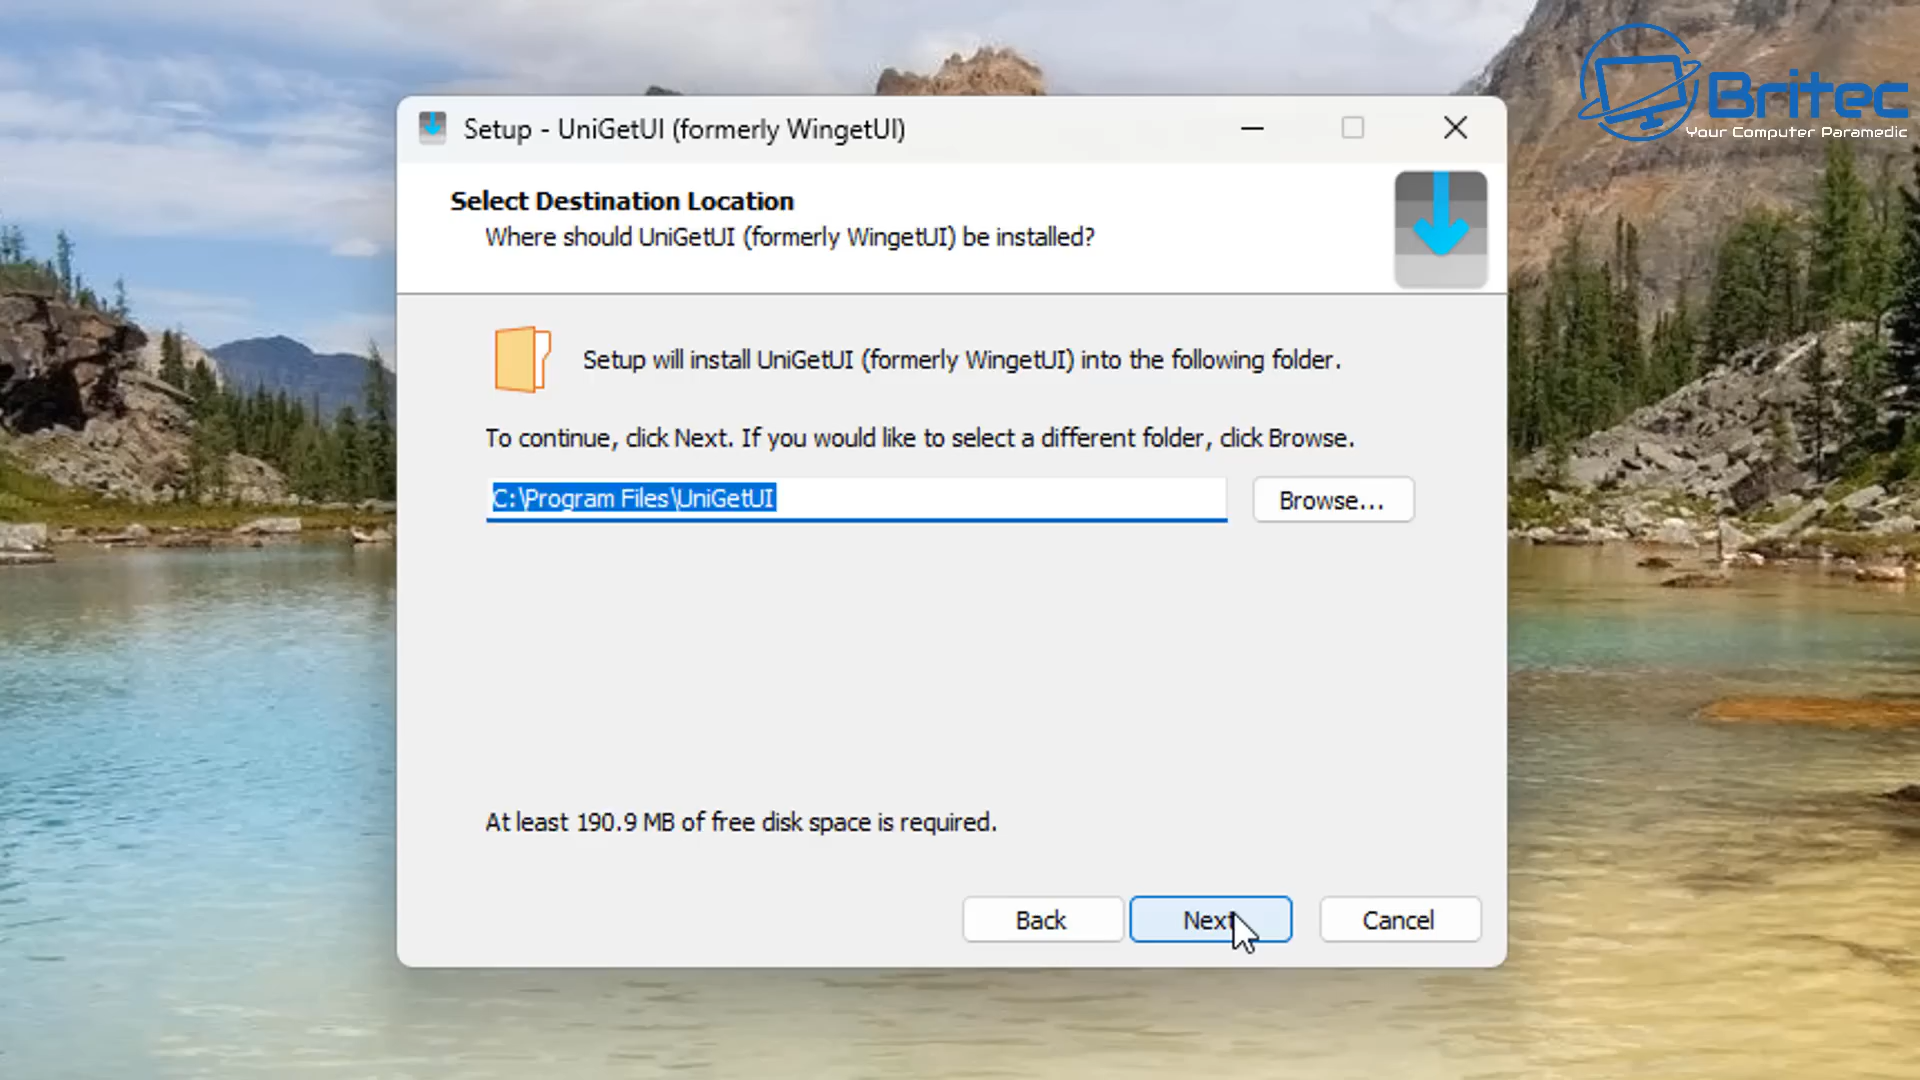 Britec
Your Computer Paramedic
Setup - UniGetUI (formerly WingetUI)
Select Destination Location
Where should UniGetUI (formerly WingetUI) be installed?
Setup will install UniGetUI (formerly WingetUI) into the following folder.
To continue, click Next. If you would like to select a different folder, click Browse.
C:\Program Files\UniGetUI
Browse...
At least 190.9 MB of free disk space is required.
Back
Next
Cancel